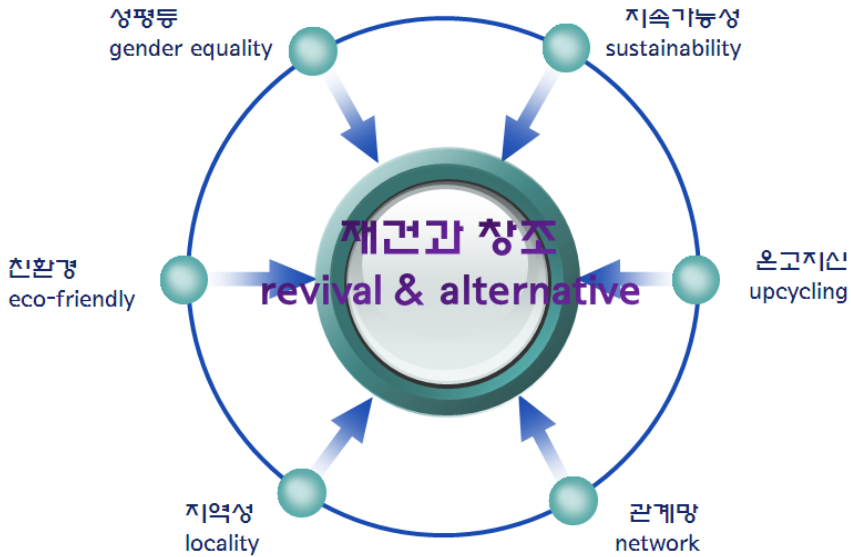 성평등
gender equality
지속가능성
sustainability
재건과 창조
revival & alternative
친환경
eco-friendly
온고지신
upcycling
지역성
locality
관계망
network